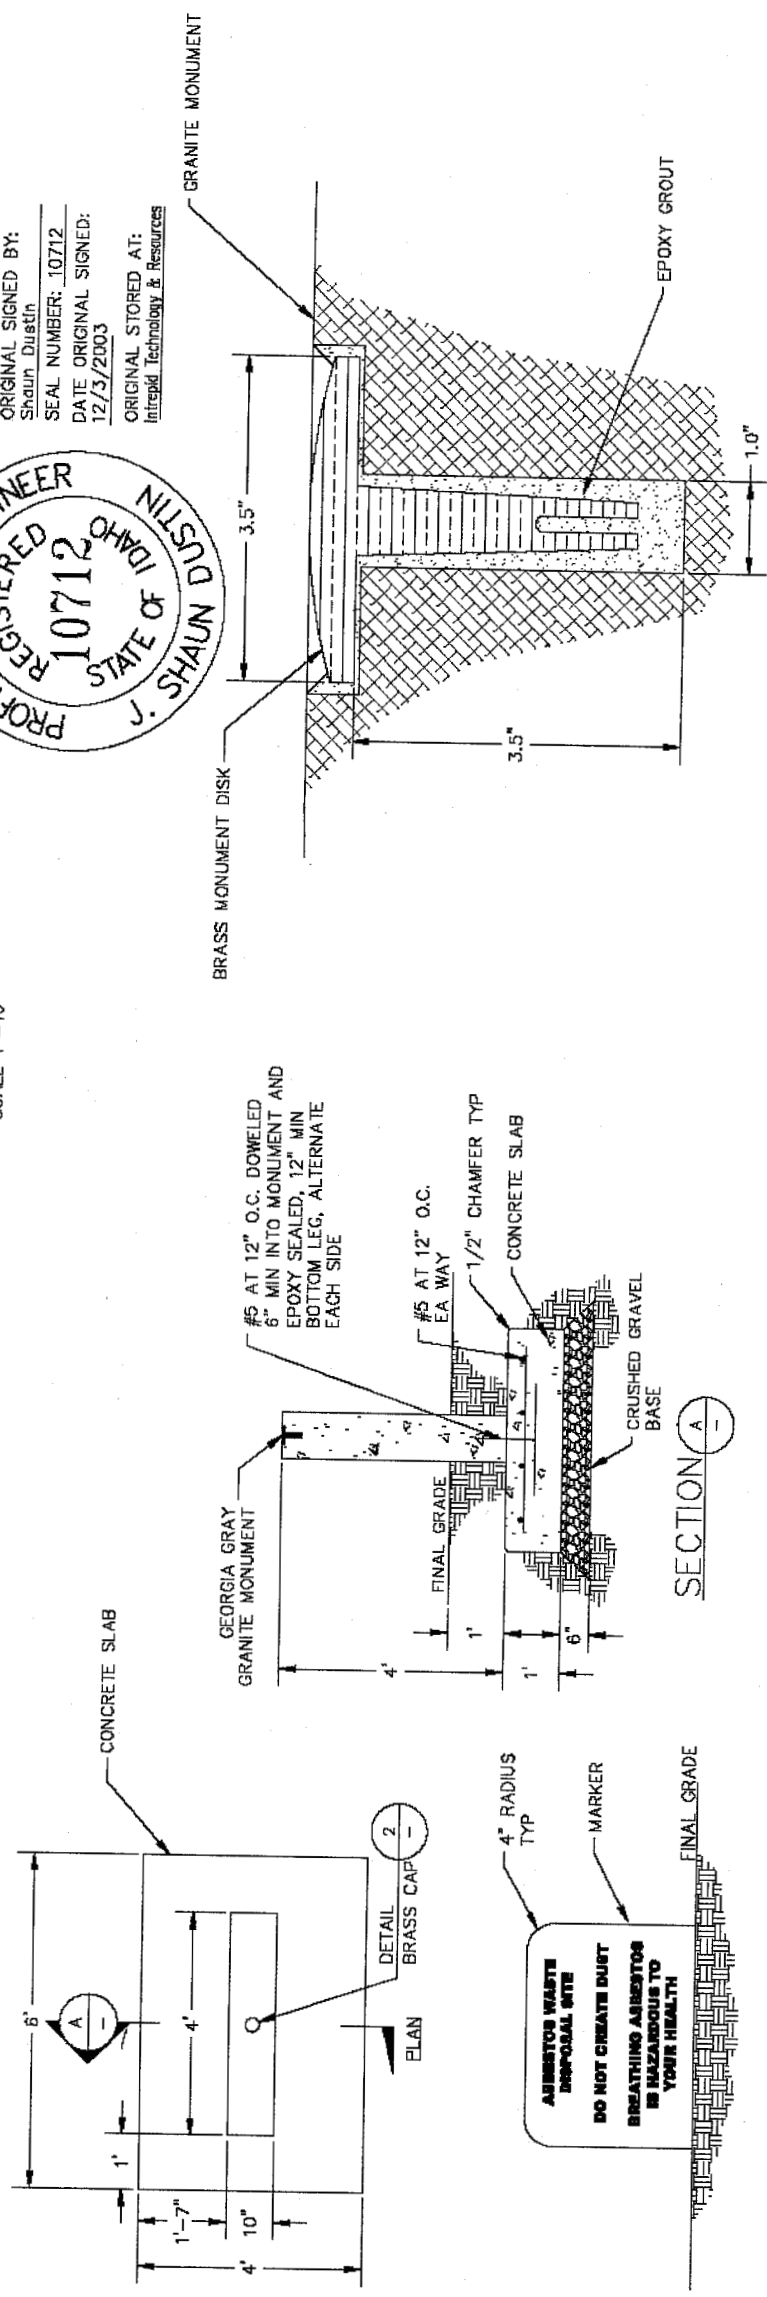 CONCRETE SLAB
6'
A
–
4'
1'
1'-7"
10"
4'
DETAIL
BRASS CAP
2
–
PLAN
4" RADIUS
TYP
MARKER
FINAL GRADE
ASBESTOS WASTE
DISPOSAL SITE
DO NOT CREATE DUST
BREATHING ASBESTOS
IS HAZARDOUS TO
YOUR HEALTH
GEORGIA GRAY
GRANITE MONUMENT
#5 AT 12" O.C. DOWELED
6" MIN INTO MONUMENT AND
EPOXY SEALED, 12" MIN
BOTTOM LEG, ALTERNATE
EACH SIDE
FINAL GRADE
#5 AT 12" O.C.
EA WAY
1/2" CHAMFER TYP
CONCRETE SLAB
4'
1'
1'
6"
CRUSHED GRAVEL
BASE
SECTION
A
–
REGISTERED
10712
STATE OF IDAHO
J. SHAUN DUSTIN
ORIGINAL SIGNED BY:
Shaun Dustin
SEAL NUMBER: 10712
DATE ORIGINAL SIGNED:
12/3/2003
ORIGINAL STORED AT:
Intrepid Technology & Resources
BRASS MONUMENT DISK
3.5"
GRANITE MONUMENT
3.5"
EPOXY GROUT
1.0"